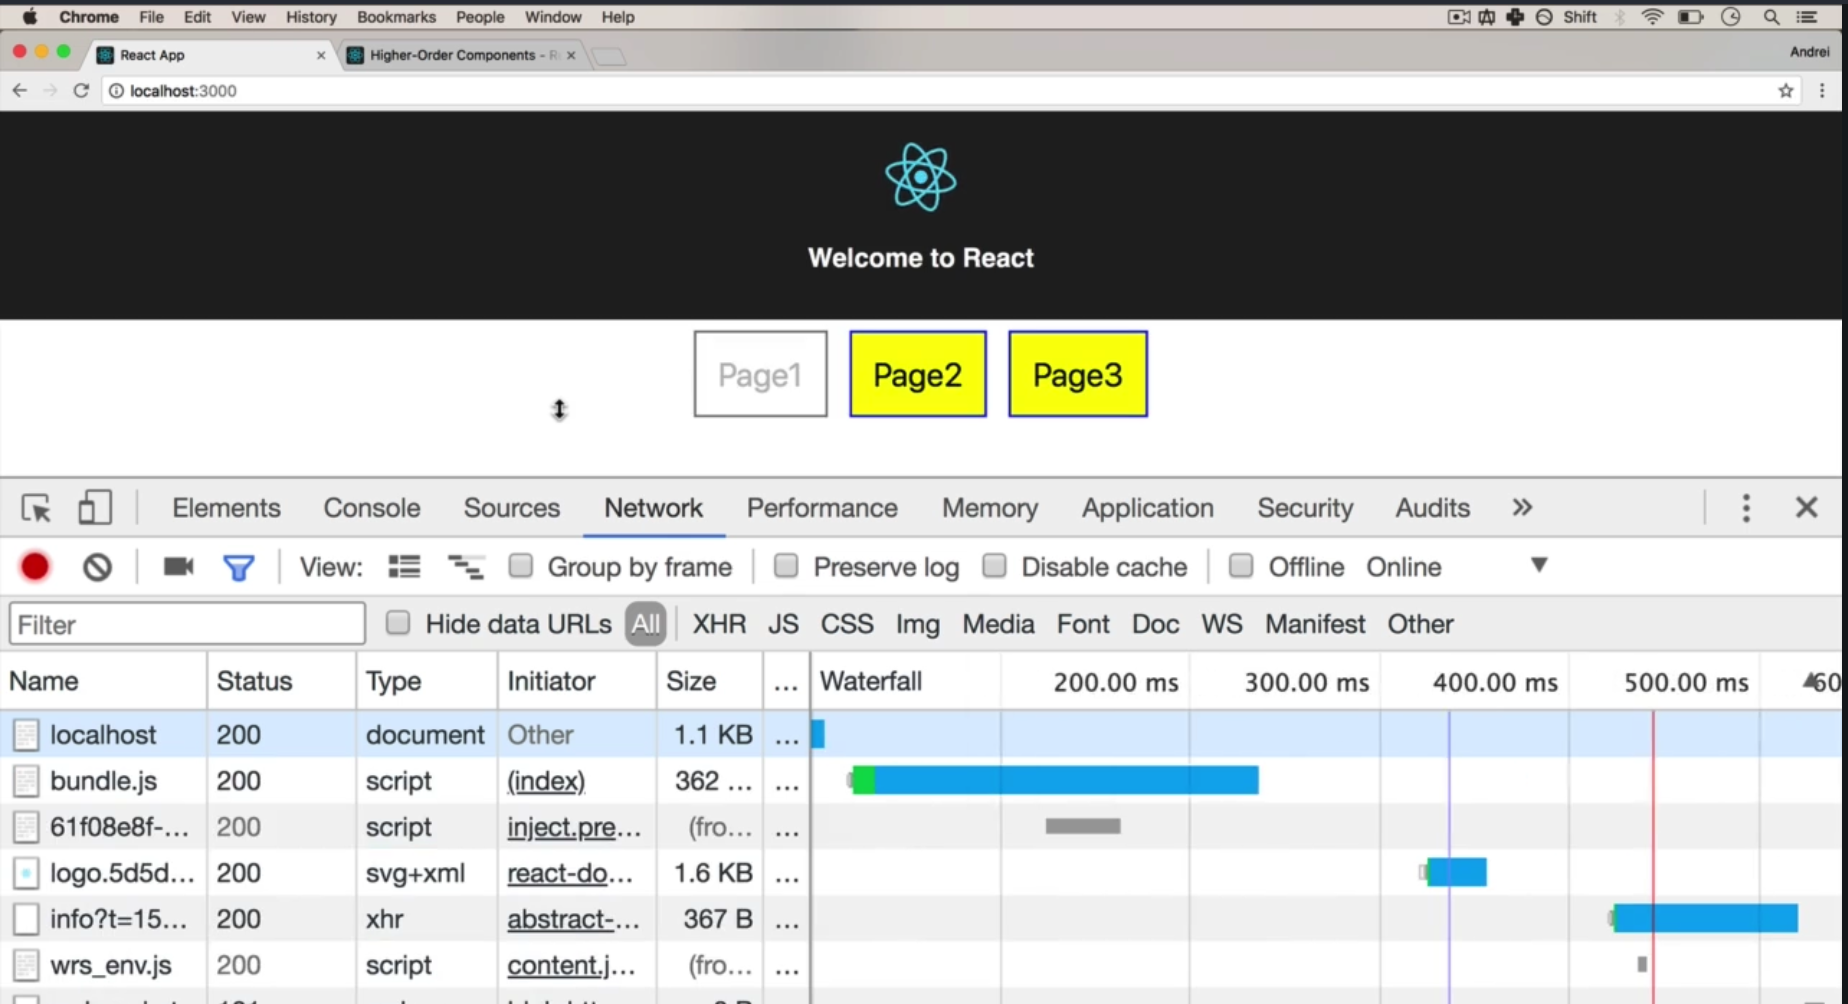 Chrome File Edit View History Bookmarks People Window Help Shift
React App Higher-Order Components - R Andrei
localhost:3000
Welcome to React
Page1 Page2 Page3
Elements Console Sources Network Performance Memory Application Security Audits »
View: Group by frame Preserve log Disable cache Offline Online
Filter Hide data URLs All XHR JS CSS Img Media Font Doc WS Manifest Other
Name Status Type Initiator Size ... Waterfall 200.00 ms 300.00 ms 400.00 ms 500.00 ms 60
localhost 200 document Other 1.1 KB ...
bundle.js 200 script (index) 362 ... ...
61f08e8f-... 200 script inject.pre... (fro... ...
logo.5d5d... 200 svg+xml react-do... 1.6 KB ...
info?t=15... 200 xhr abstract-... 367 B ...
wrs_env.js 200 script content.j... (fro... ...